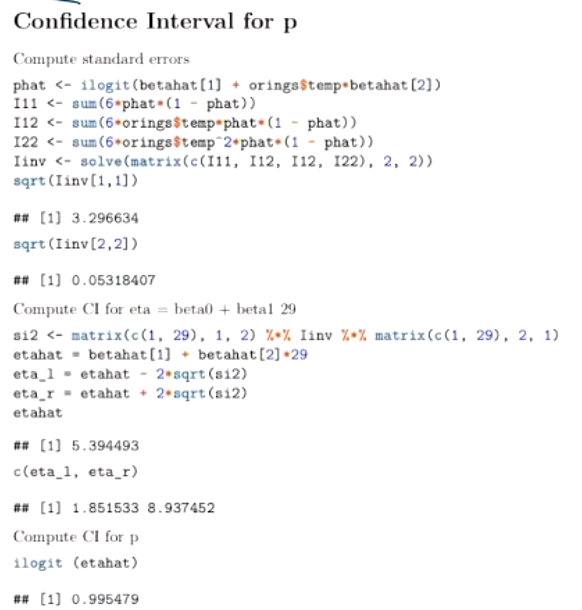 Confidence Interval for p
Compute standard errors
phat <- ilogit(betahat[1] + orings$temp*betahat[2])
I11 <- sum(6*phat*(1 - phat))
I12 <- sum(6*orings$temp*phat*(1 - phat))
I22 <- sum(6*orings$temp^2*phat*(1 - phat))
Iinv <- solve(matrix(c(I11, I12, I12, I22), 2, 2))
sqrt(Iinv[1,1])
## [1] 3.296634
sqrt(Iinv[2,2])
## [1] 0.05318407
Compute CI for eta = beta0 + beta1 29
si2 <- matrix(c(1, 29), 1, 2) %*% Iinv %*% matrix(c(1, 29), 2, 1)
etahat = betahat[1] + betahat[2]*29
eta_l = etahat - 2*sqrt(si2)
eta_r = etahat + 2*sqrt(si2)
etahat
## [1] 5.394493
c(eta_l, eta_r)
## [1] 1.851533 8.937452
Compute CI for p
ilogit (etahat)
## [1] 0.995479